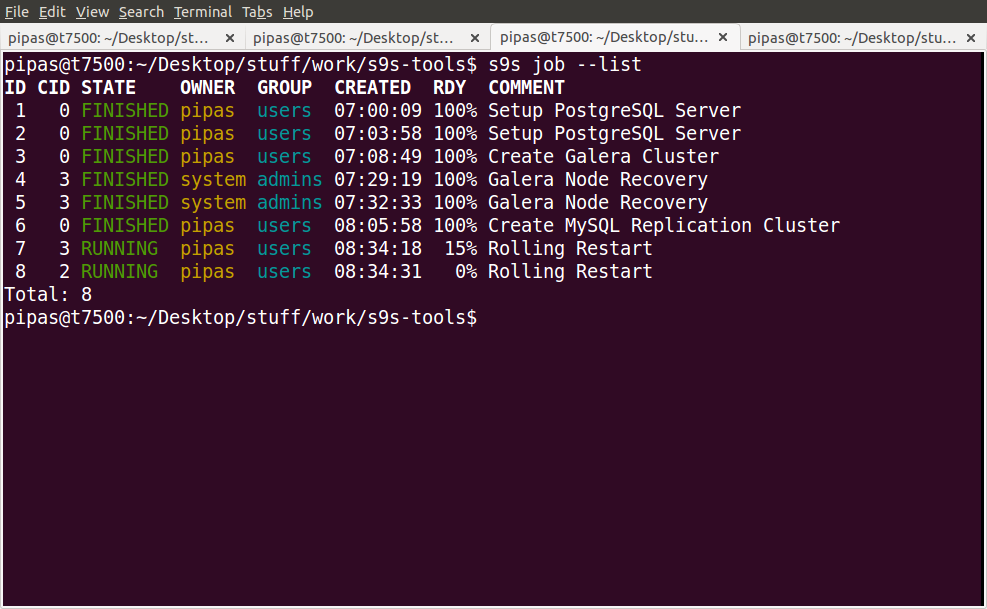 File Edit View Search Terminal Tabs Help
pipas@t7500: ~/Desktop/st... × pipas@t7500: ~/Desktop/st... × pipas@t7500: ~/Desktop/stu... × pipas@t7500: ~/Desktop/stu... ×
pipas@t7500:~/Desktop/stuff/work/s9s-tools$ s9s job --list
ID CID STATE    OWNER  GROUP  CREATED  RDY  COMMENT
 1   0 FINISHED pipas  users  07:00:09 100% Setup PostgreSQL Server
 2   0 FINISHED pipas  users  07:03:58 100% Setup PostgreSQL Server
 3   0 FINISHED pipas  users  07:08:49 100% Create Galera Cluster
 4   3 FINISHED system admins 07:29:19 100% Galera Node Recovery
 5   3 FINISHED system admins 07:32:33 100% Galera Node Recovery
 6   0 FINISHED pipas  users  08:05:58 100% Create MySQL Replication Cluster
 7   3 RUNNING  pipas  users  08:34:18  15% Rolling Restart
 8   2 RUNNING  pipas  users  08:34:31   0% Rolling Restart
Total: 8
pipas@t7500:~/Desktop/stuff/work/s9s-tools$